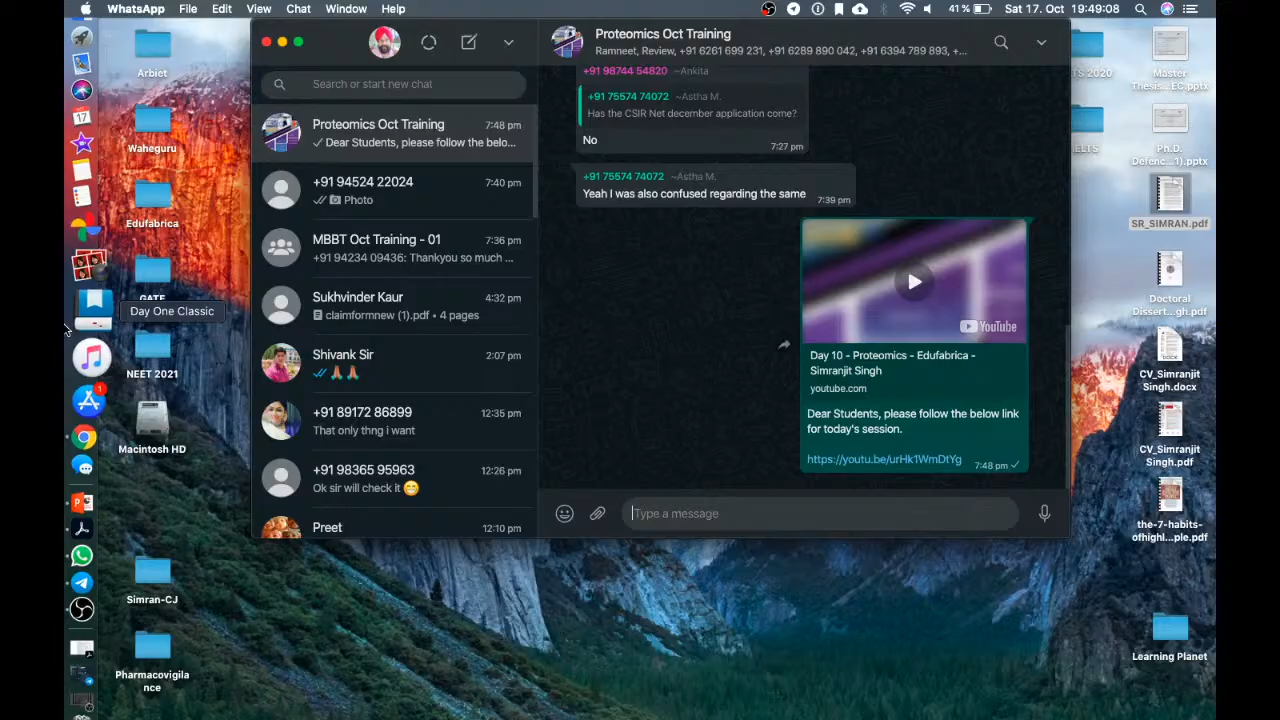 WhatsApp File Edit View Chat Window Help
41% Sat 17. Oct 19:49:08
Arbiet
Waheguru
Edufabrica
GATE
Day One Classic
NEET 2021
Macintosh HD
Simran-CJ
Pharmacovigila
nce
17
1
Search or start new chat
Proteomics Oct Training 7:48 pm
Dear Students, please follow the belo...
+91 94524 22024 7:40 pm
Photo
MBBT Oct Training - 01 7:36 pm
+91 94234 09436: Thankyou so much ...
Sukhvinder Kaur 4:32 pm
claimformnew (1).pdf • 4 pages
Shivank Sir 2:07 pm
🙏🙏
+91 89172 86899 12:35 pm
That only thng i want
+91 98365 95963 12:26 pm
Ok sir will check it 😁
Preet 12:10 pm
Proteomics Oct Training
Ramneet, Review, +91 6261 639 231, +91 6289 890 042, +91 6394 789 893, +...
+91 98744 54820 ~Ankita
+91 75574 74072 ~Astha M.
Has the CSIR Net december application come?
No
7:27 pm
+91 75574 74072 ~Astha M.
Yeah I was also confused regarding the same
7:39 pm
YouTube
Day 10 - Proteomics - Edufabrica -
Simranjit Singh
youtube.com
Dear Students, please follow the below link
for today's session.
https://youtu.be/urHk1WmDtYg
7:48 pm
Type a message
TS 2020
IELTS
Master
Thesis...EC.pptx
Ph.D.
Defenc...1).pptx
SR_SIMRAN.pdf
Doctoral
Dissert...gh.pdf
CV_Simranjit
Singh.docx
CV_Simranjit
Singh.pdf
the-7-habits-
ofhighl...ple.pdf
Learning Planet